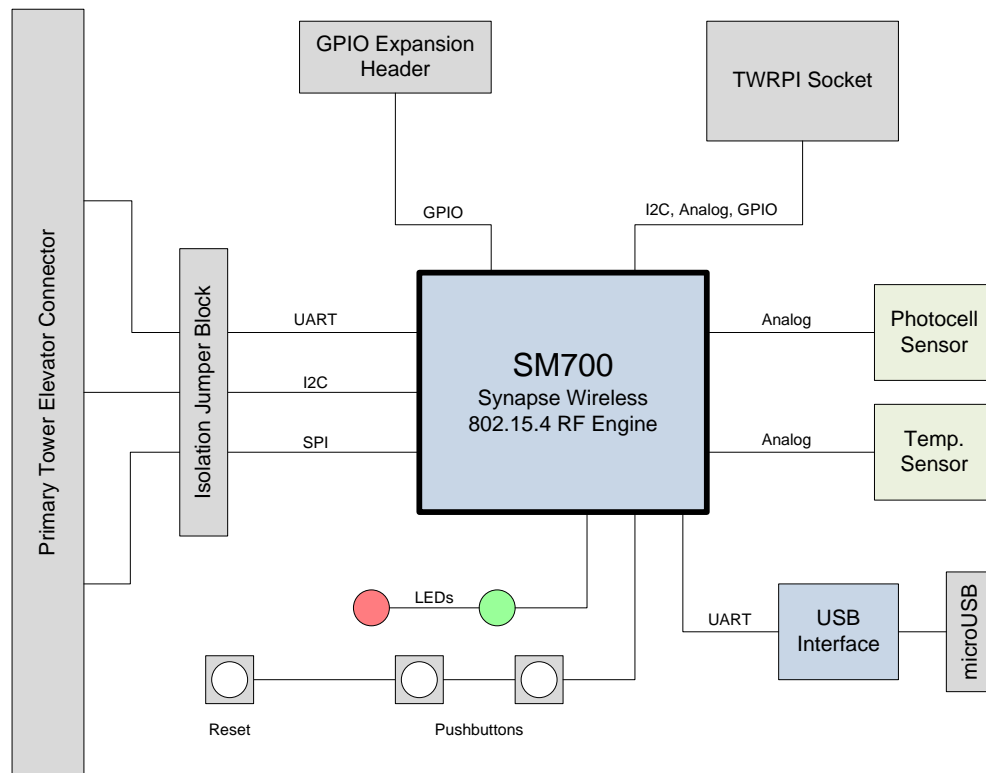 GPIO Expansion
Header
TWRPI Socket
GPIO
I2C, Analog, GPIO
Primary Tower Elevator Connector
Isolation Jumper Block
UART
I2C
SPI
SM700
Synapse Wireless
802.15.4 RF Engine
Analog
Photocell
Sensor
Analog
Temp.
Sensor
LEDs
UART
USB
Interface
microUSB
Reset
Pushbuttons